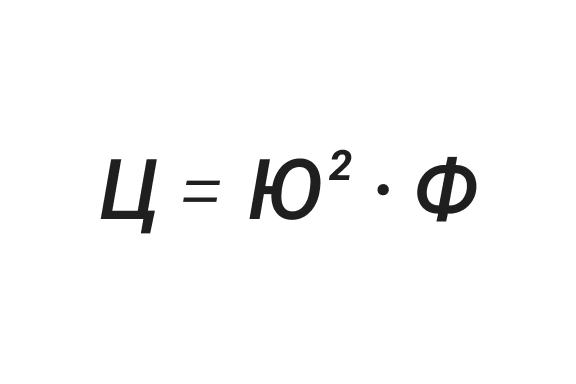 Ц = Ю² · Ф